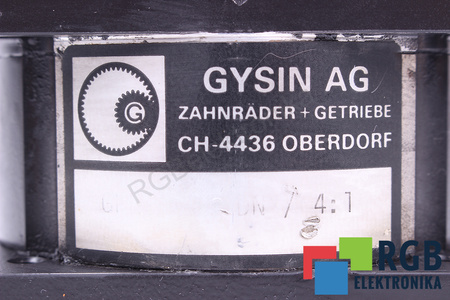 G
GYSIN AG
ZAHNRÄDER + GETRIEBE
CH-4436 OBERDORF
/ 4:1
RGB
ELEKTRONIKA